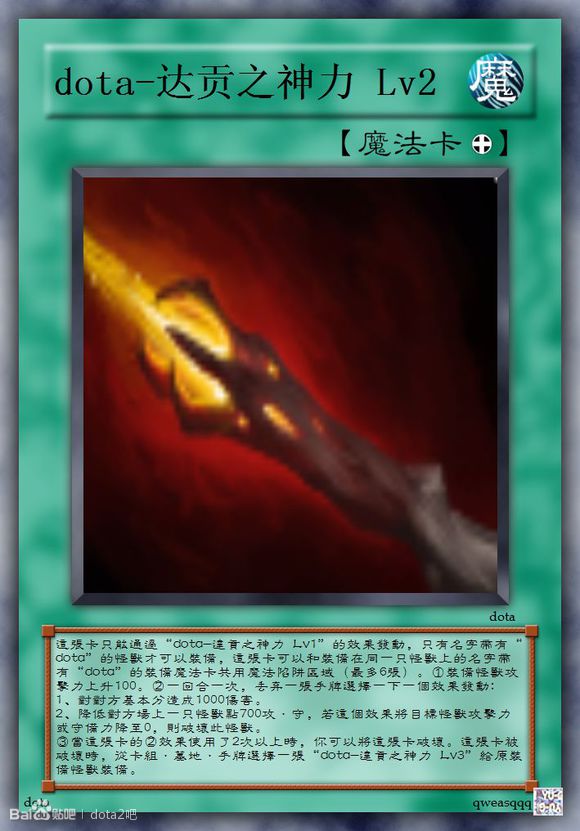 dota-达贡之神力 Lv2
魔
【魔法卡】
dota
這張卡只能通過“dota-達貢之神力 Lv1”的效果發動，只有名字帶有“
dota”的怪獸才可以裝備，這張卡可以和裝備在同一只怪獸上的名字帶
有“dota”的裝備魔法卡共用魔法陷阱區域（最多6張）。①裝備怪獸攻
擊力上升100。②一回合一次，丟弃一張手牌選擇一下一個效果發動：
1、對對方基本分造成1000傷害。
2、降低對方場上一只怪獸點700攻·守，若這個效果將目標怪獸攻擊力
或守備力降至0，則破壞此怪獸。
③當這張卡的②效果使用了2次以上時，你可以將這張卡破壞。這張卡被
破壞時，從卡組·墓地·手牌選擇一張“dota-達貢之神力 Lv3”給原裝
備怪獸裝備。
qweasqqq
Bai 贴吧 | dota2吧